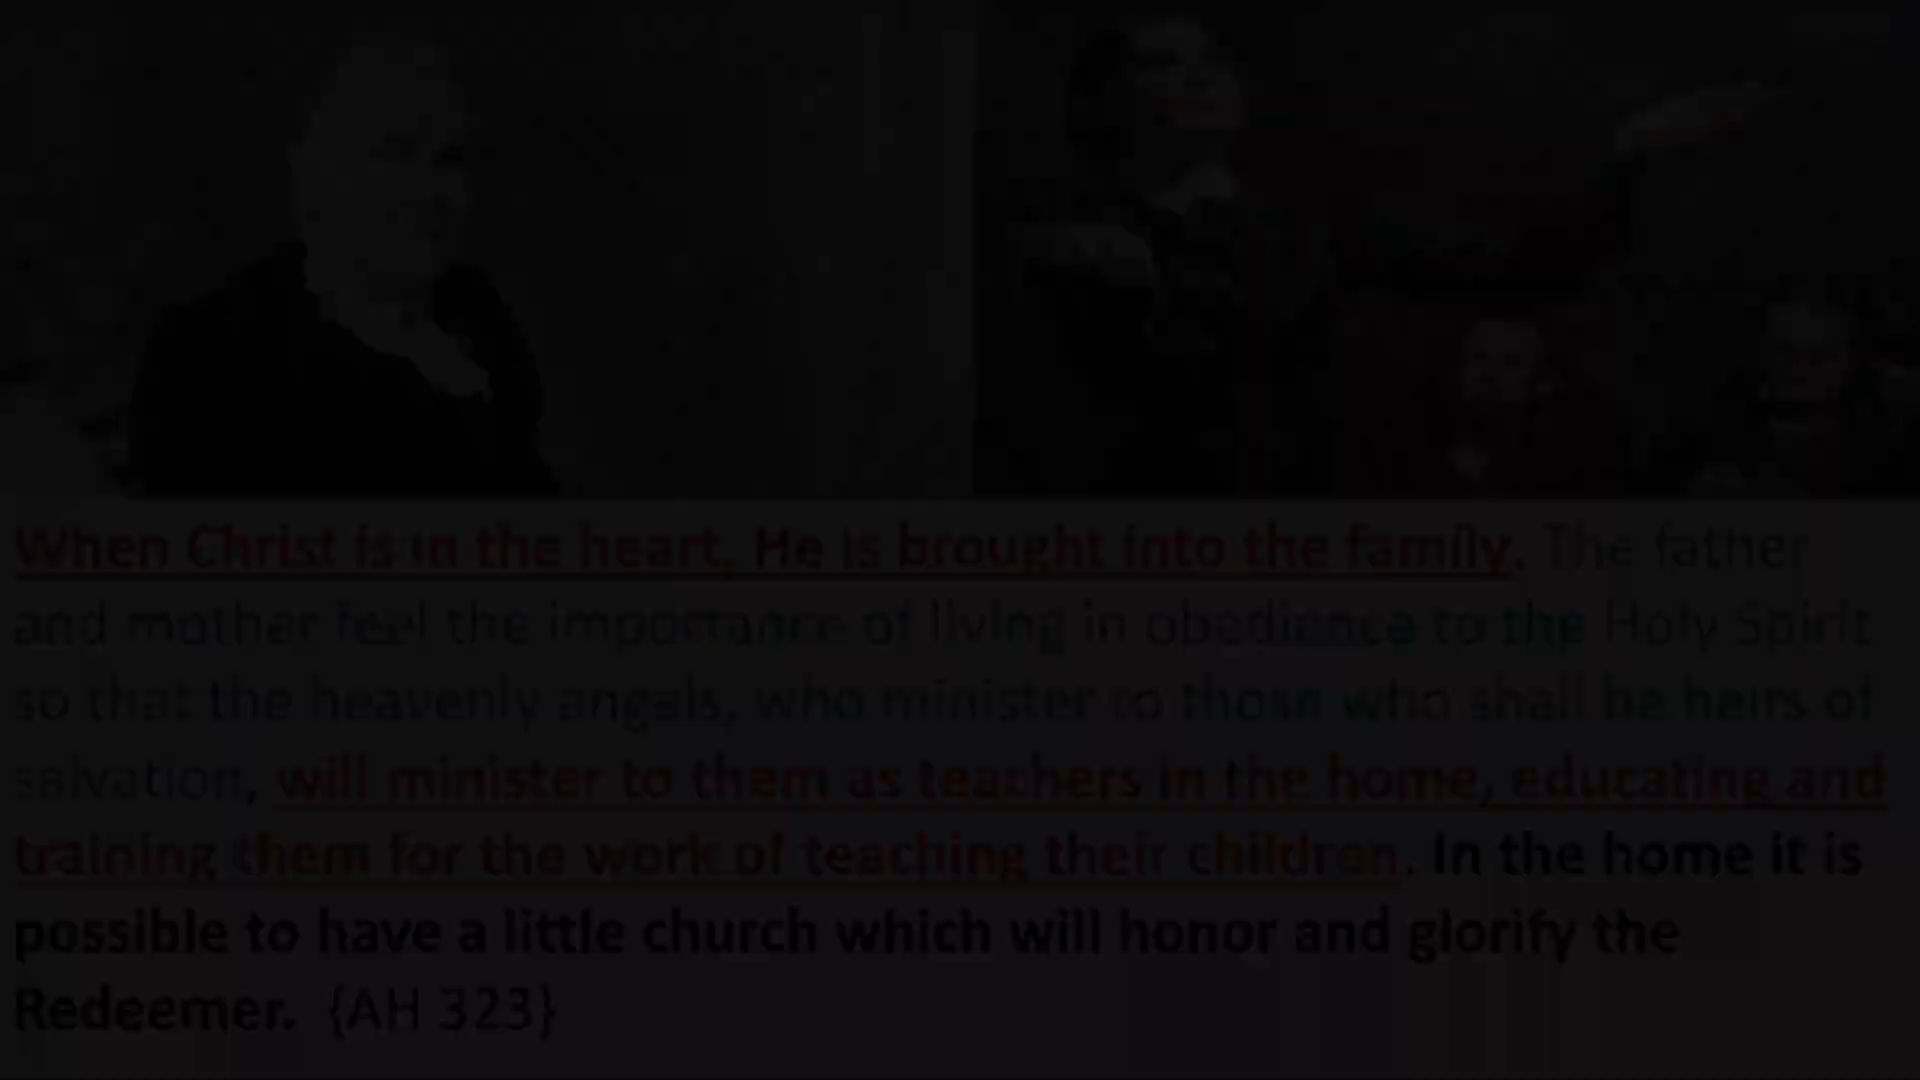 When Christ is in the heart, He is brought into the family. The father
and mother feel the importance of living in obedience to the Holy Spirit
so that the heavenly angels, who minister to those who shall be heirs of
salvation, will minister to them as teachers in the home, educating and
training them for the work of teaching their children. In the home it is
possible to have a little church which will honor and glorify the
Redeemer. {AH 323}